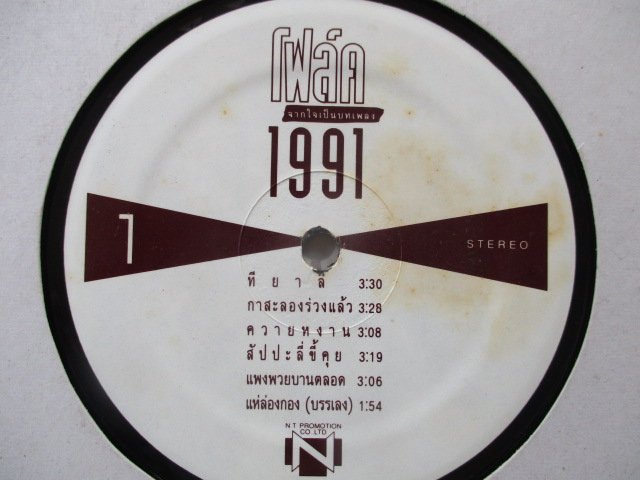 โฟล์ค
จากใจเป็นบทเพลง
1991
1
STEREO
ทียาลี 3:30
กาสะลองร่วงแล้ว 3:28
ควายหงาน 3:08
สัปปะลี่ขี้คุย 3:19
แพงพวยบานตลอด 3:06
แห่ล่องกอง (บรรเลง) 1:54
N T PROMOTION
CO. LTD
N